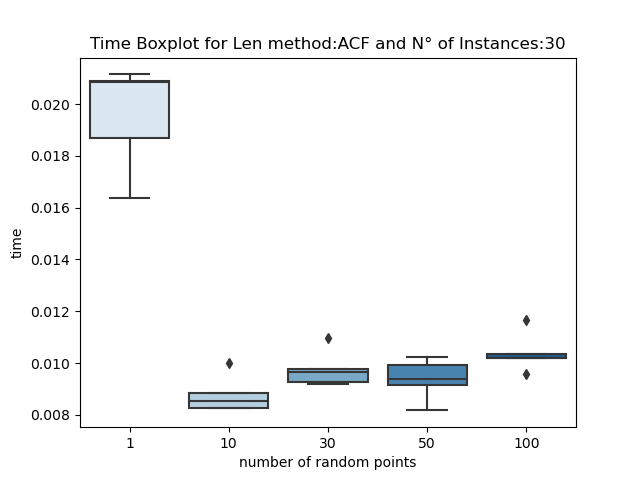 Time Boxplot for Len method:ACF and N° of Instances:30
0.020
0.018
0.016
0.014
0.012
0.010
0.008
time
1 10 30 50 100
number of random points